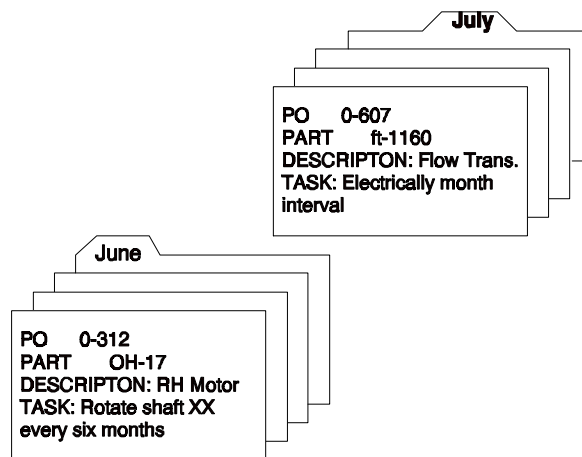 July
PO 0-607
PART ft-1160
DESCRIPTON: Flow Trans.
TASK: Electrically month
interval
June
PO 0-312
PART OH-17
DESCRIPTON: RH Motor
TASK: Rotate shaft XX
every six months